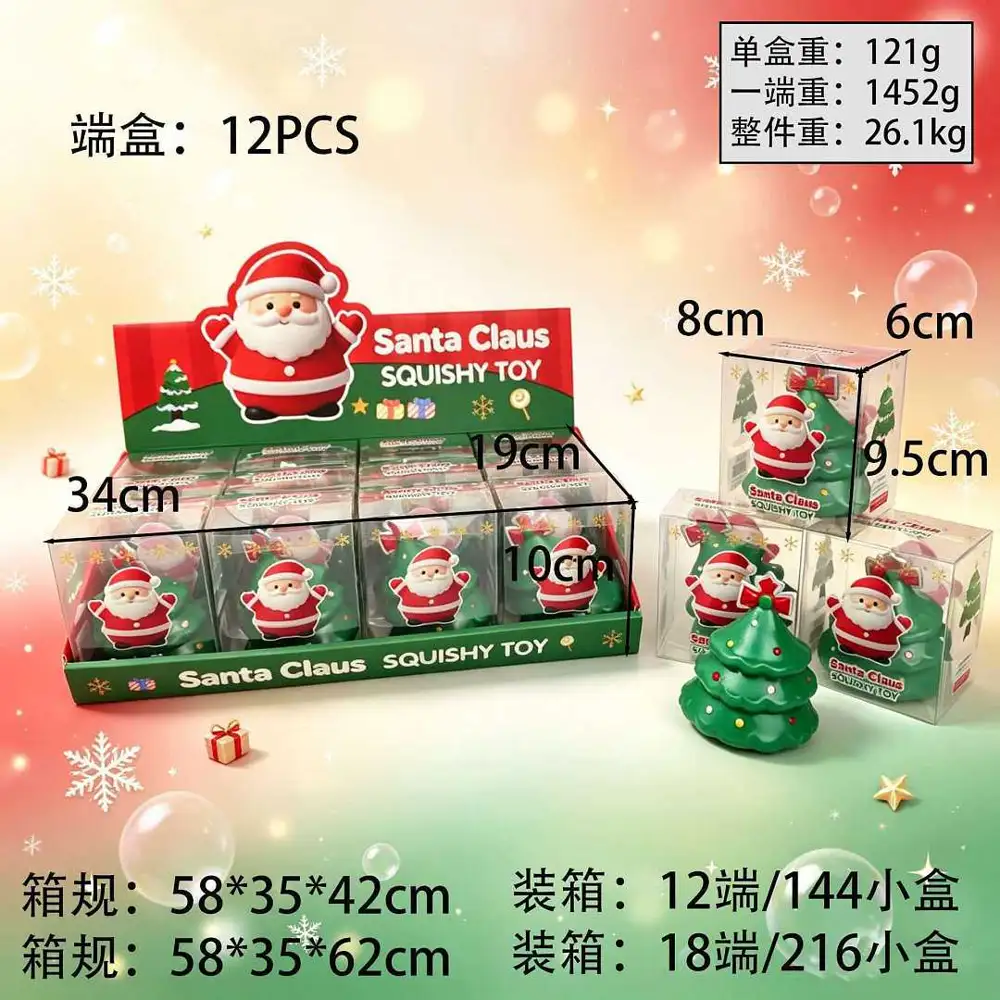 单盒重：121g
一端重：1452g
整件重：26.1kg
端盒：12PCS
Santa Claus
SQUISHY TOY
8cm
6cm
9.5cm
34cm
19cm
10cm
Santa Claus
SQUISHY TOY
Santa Claus
SQUISHY TOY
Santa Claus SQUISHY TOY
箱规：58*35*42cm
装箱：12端/144小盒
箱规：58*35*62cm
装箱：18端/216小盒